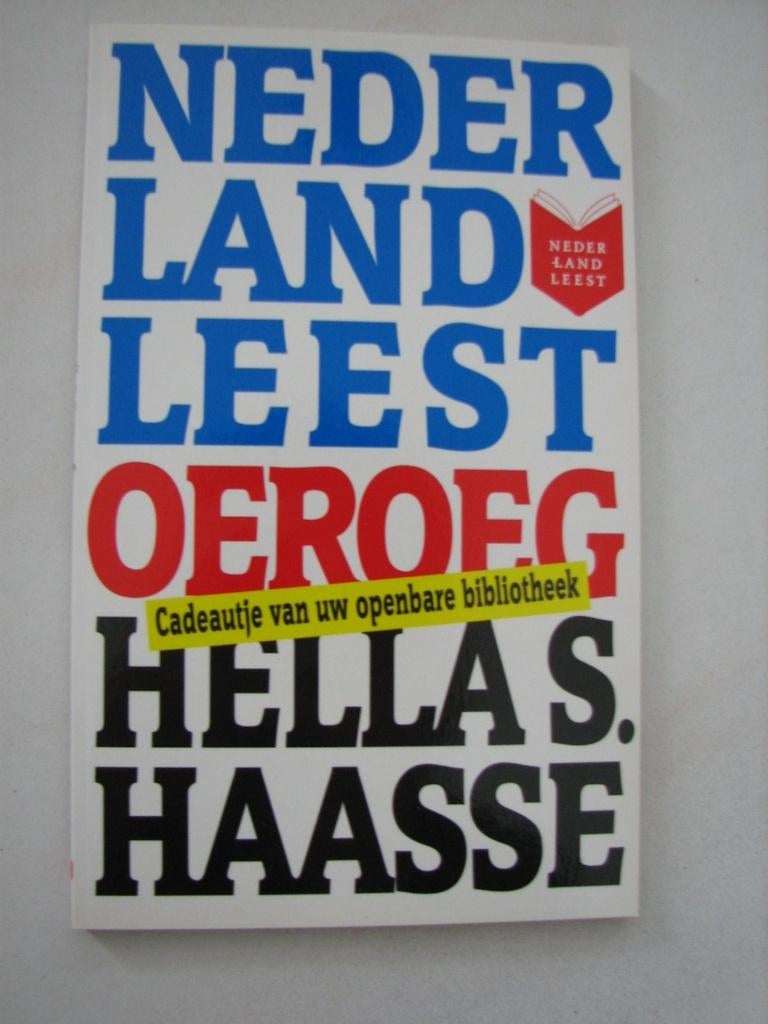 NEDER
LAND
LEEST
NEDER
-LAND
LEEST
OEROEG
Cadeautje van uw openbare bibliotheek
HELLA S.
HAASSE